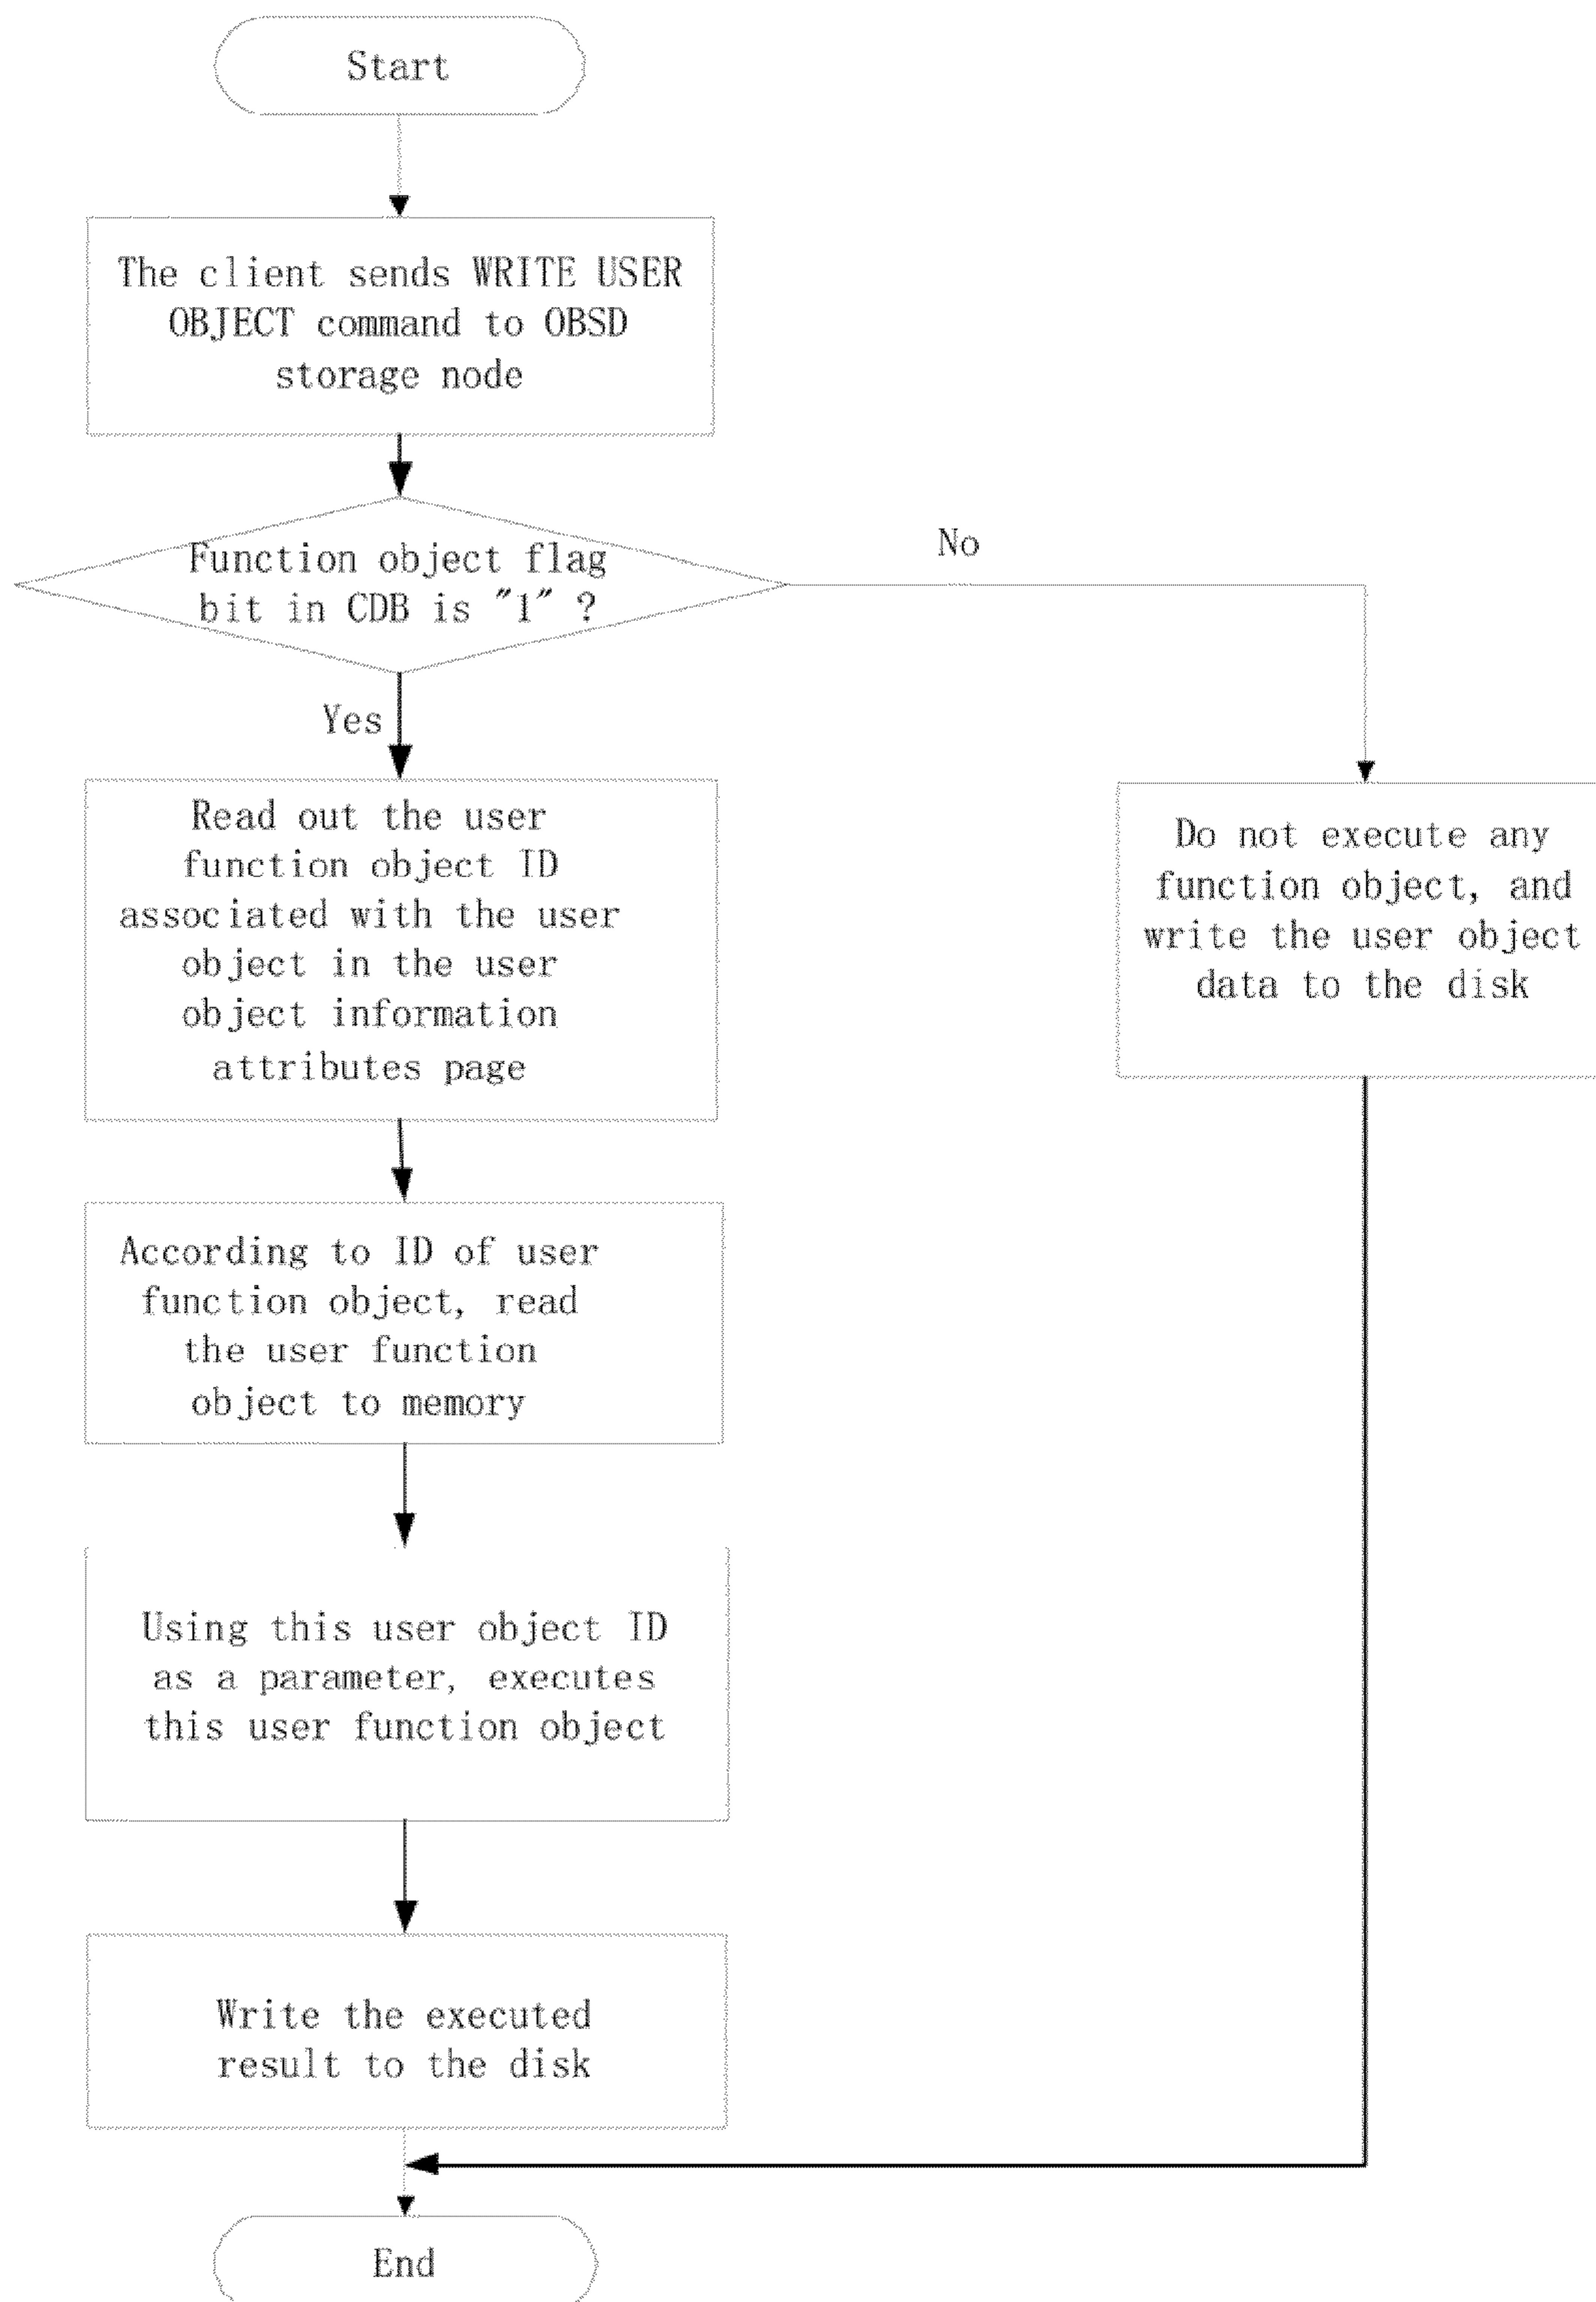 Start
The client sends WRITE USER
OBJECT command to OBSD
storage node
Function object flag
bit in CDB is "1" ?
No
Yes
Read out the user
function object ID
associated with the user
object in the user
object information
attributes page
Do not execute any
function object, and
write the user object
data to the disk
According to ID of user
function object, read
the user function
object to memory
Using this user object ID
as a parameter, executes
this user function object
Write the executed
result to the disk
End